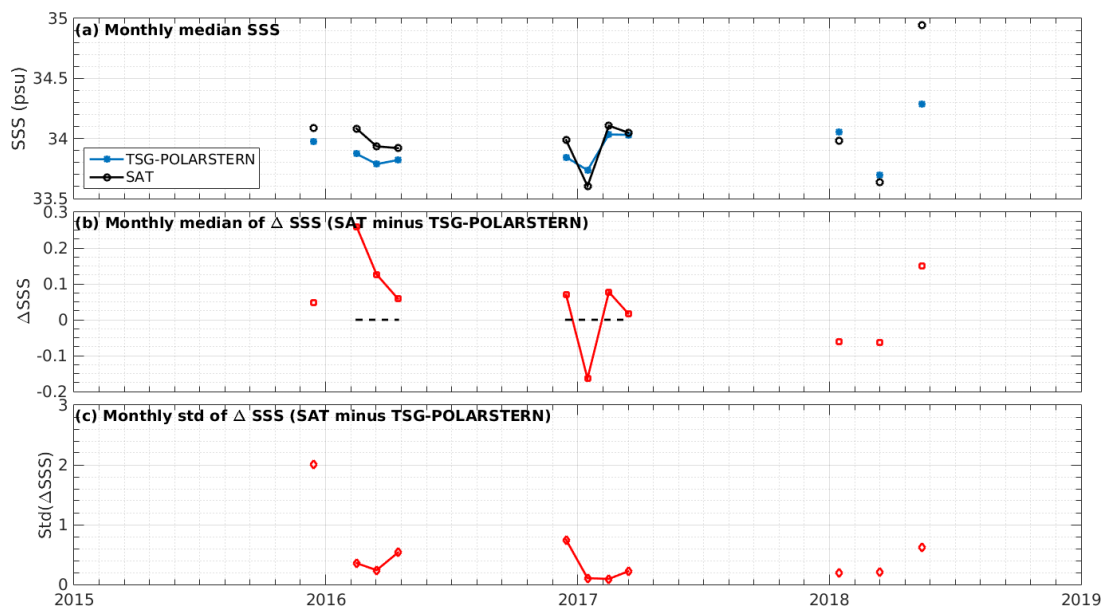 (a) Monthly median SSS
SSS (psu)
35
34.5
34
33.5
TSG-POLARSTERN
SAT
(b) Monthly median of Δ SSS (SAT minus TSG-POLARSTERN)
ΔSSS
0.3
0.2
0.1
0
-0.1
-0.2
(c) Monthly std of Δ SSS (SAT minus TSG-POLARSTERN)
Std(ΔSSS)
3
2
1
0
2015 2016 2017 2018 2019